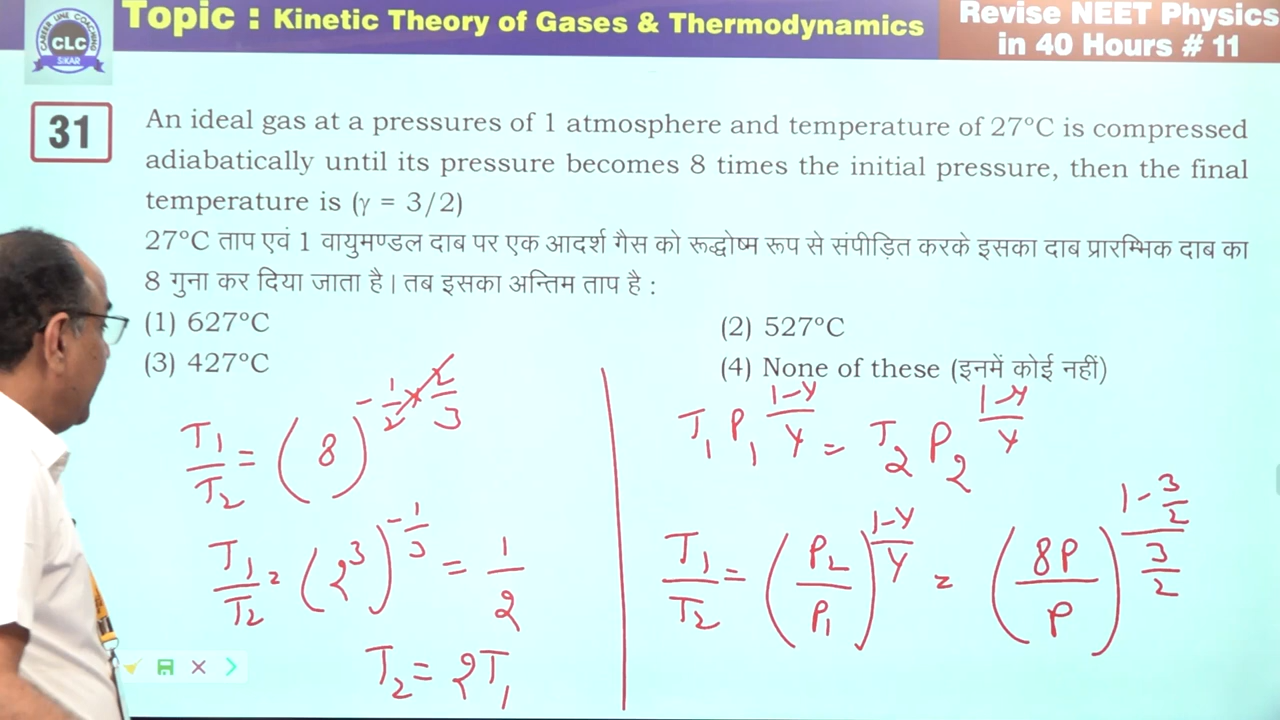 CAREER LINE COACHING
CLC
SIKAR
Topic : Kinetic Theory of Gases & Thermodynamics
Revise NEET Physics
in 40 Hours # 11
31
An ideal gas at a pressures of 1 atmosphere and temperature of 27°C is compressed
adiabatically until its pressure becomes 8 times the initial pressure, then the final
temperature is (γ = 3/2)
27°C ताप एवं 1 वायुमण्डल दाब पर एक आदर्श गैस को रूद्धोष्म रूप से संपीड़ित करके इसका दाब प्रारम्भिक दाब का
8 गुना कर दिया जाता है। तब इसका अन्तिम ताप है :
(1) 627°C
(2) 527°C
(3) 427°C
(4) None of these (इनमें कोई नहीं)
T₁P₁^((1-γ)/γ) = T₂P₂^((1-γ)/γ)
T₁/T₂ = (P₂/P₁)^((1-γ)/γ) = (8P/P)^((1-3/2)/(3/2))
T₁/T₂ = (8)^(-1/2 × 2/3)
T₁/T₂ = (2³)^(-1/3) = 1/2
T₂ = 2T₁